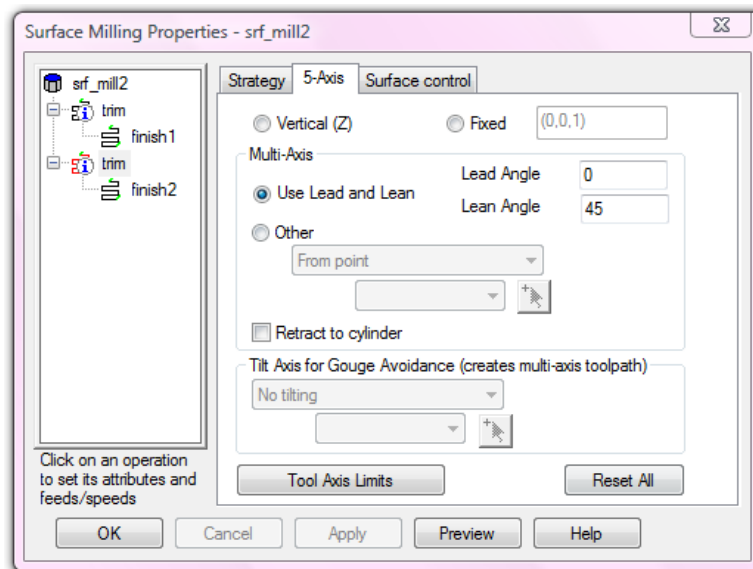 Surface Milling Properties - srf_mill2
srf_mill2
trim
finish1
trim
finish2
Click on an operation
to set its attributes and
feeds/speeds
Strategy 5-Axis Surface control
Vertical (Z) Fixed (0,0,1)
Multi-Axis
Use Lead and Lean
Lead Angle 0
Lean Angle 45
Other
From point
Retract to cylinder
Tilt Axis for Gouge Avoidance (creates multi-axis toolpath)
No tilting
Tool Axis Limits Reset All
OK Cancel Apply Preview Help